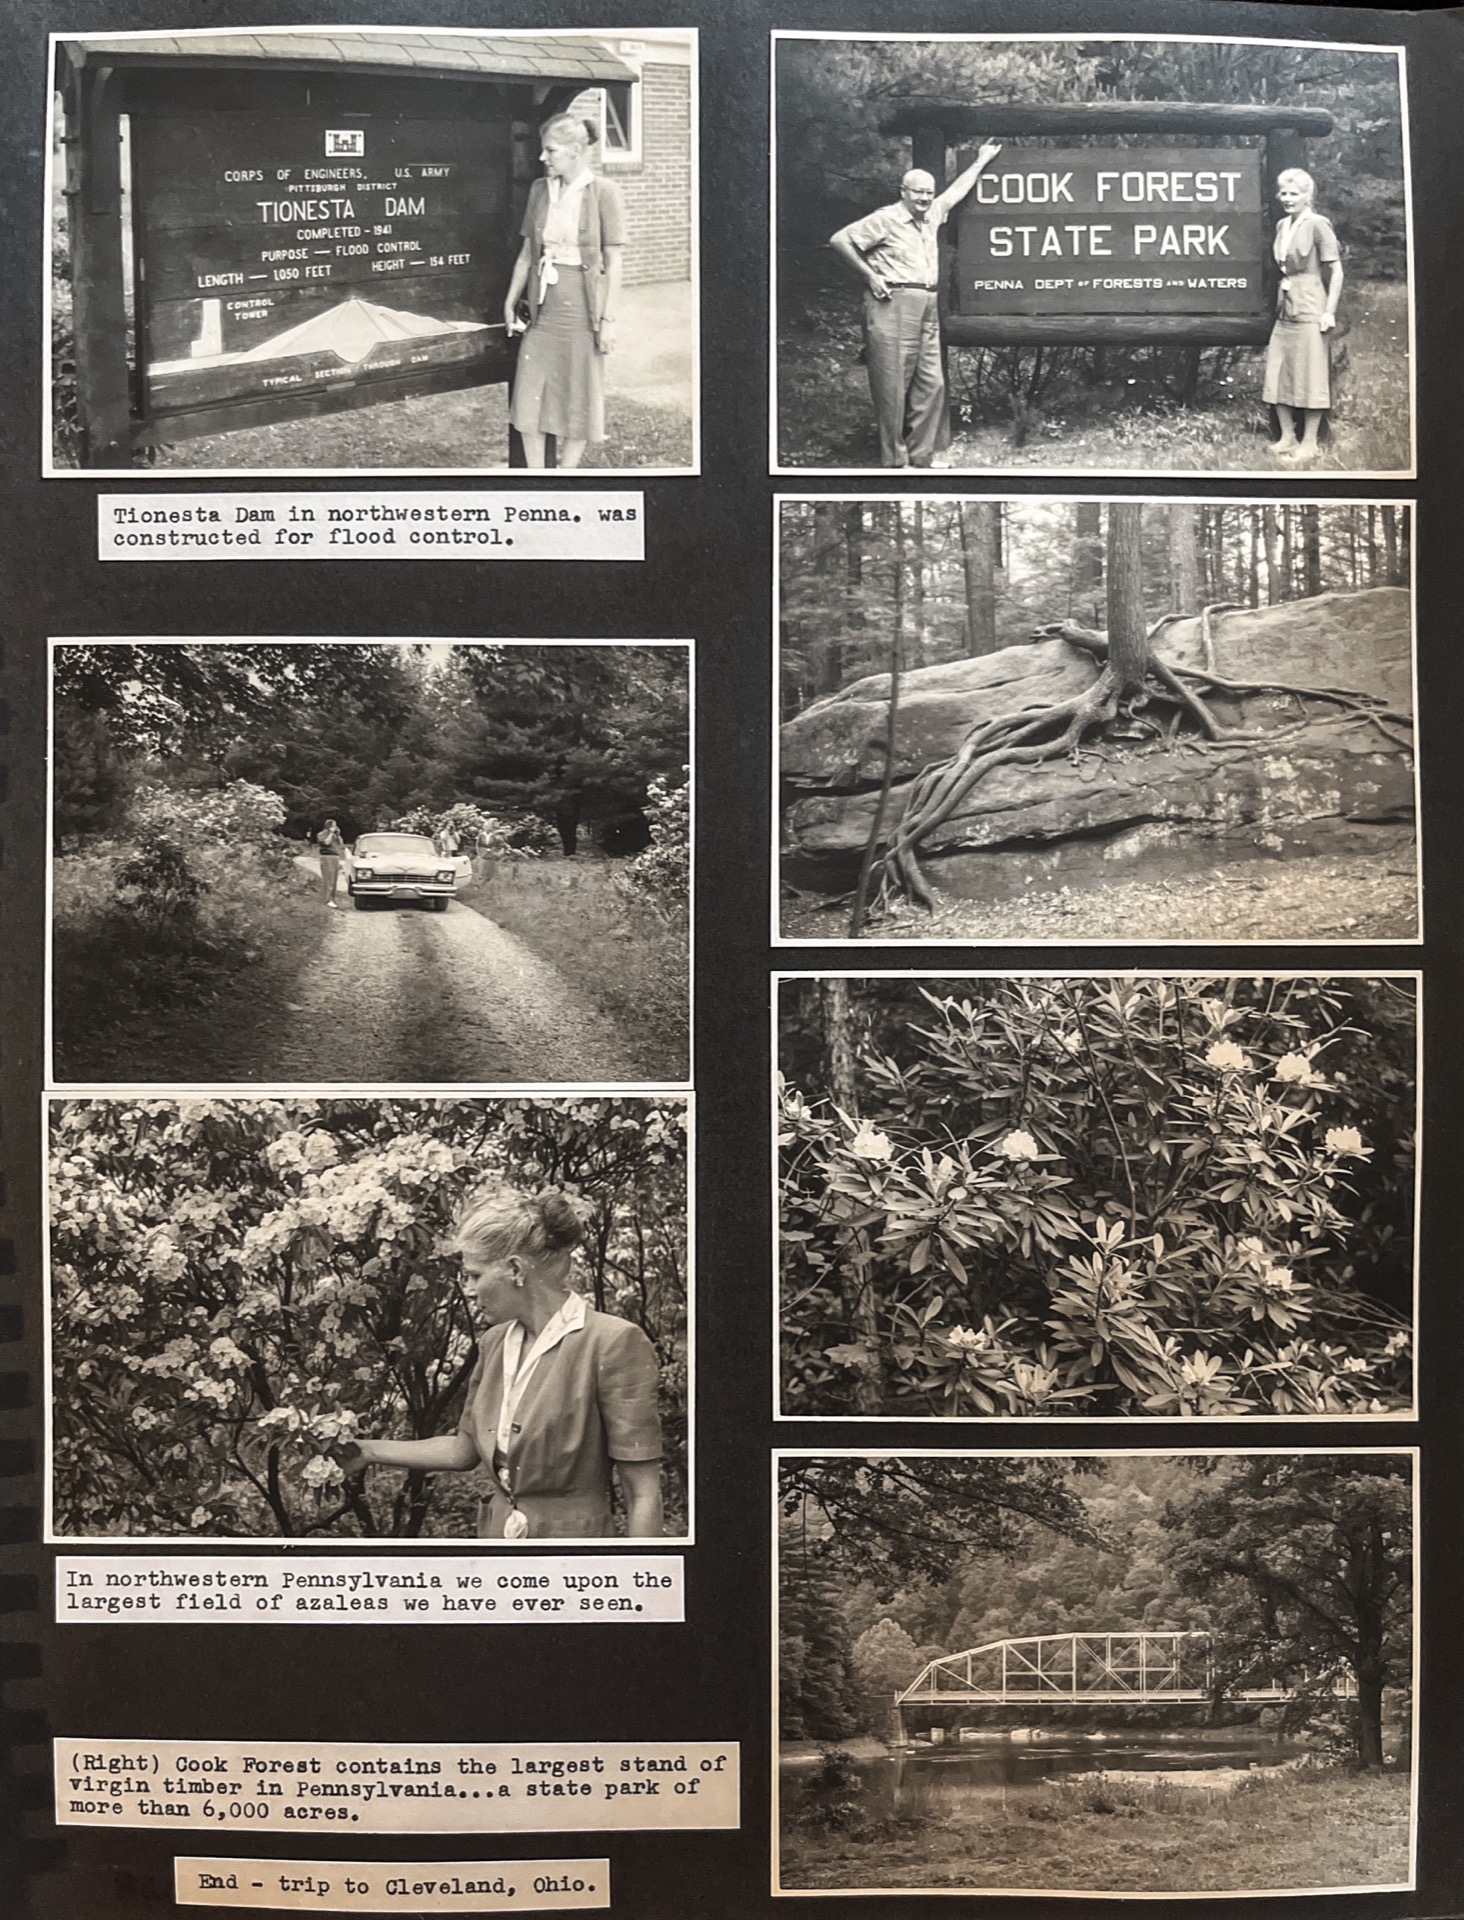 CORPS OF ENGINEERS, U.S. ARMY
PITTSBURGH DISTRICT
TIONESTA DAM
COMPLETED - 1941
PURPOSE — FLOOD CONTROL
LENGTH — 1,050 FEET HEIGHT — 154 FEET
CONTROL
TOWER
TYPICAL SECTION THROUGH DAM
Tionesta Dam in northwestern Penna. was
constructed for flood control.
In northwestern Pennsylvania we come upon the
largest field of azaleas we have ever seen.
(Right) Cook Forest contains the largest stand of
virgin timber in Pennsylvania...a state park of
more than 6,000 acres.
End - trip to Cleveland, Ohio.
COOK FOREST
STATE PARK
PENNA DEPT OF FORESTS AND WATERS